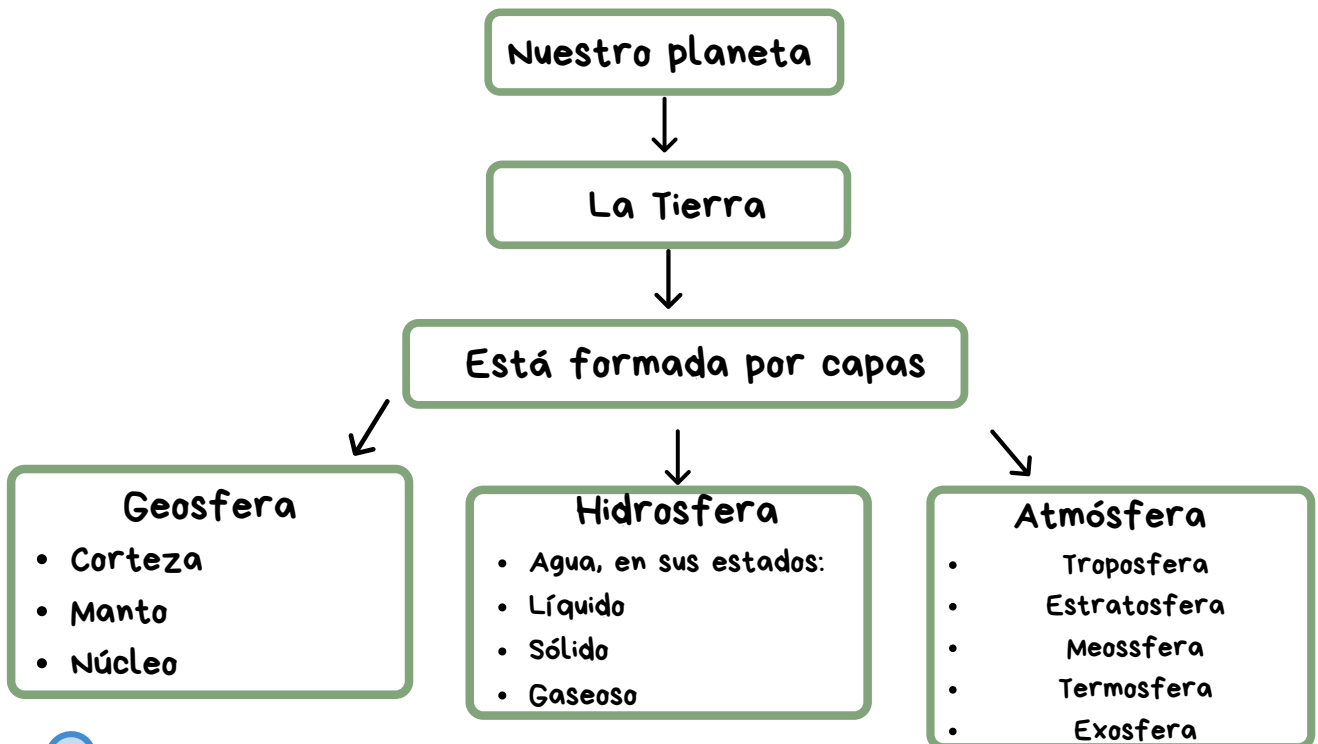 Nuestro planeta
La Tierra
Está formada por capas
Geosfera
• Corteza
• Manto
• Núcleo
Hidrosfera
• Agua, en sus estados:
• Líquido
• Sólido
• Gaseoso
Atmósfera
• Troposfera
• Estratosfera
• Meossfera
• Termosfera
• Exosfera